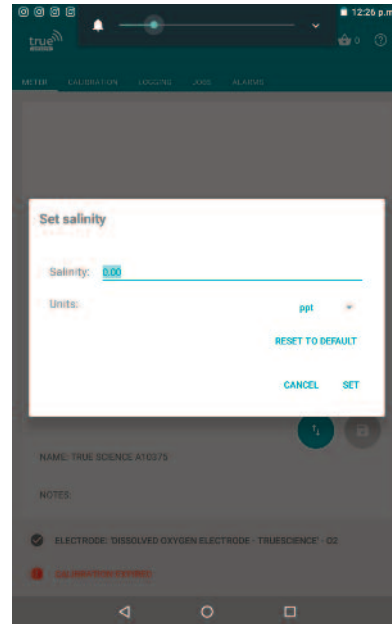 12:26 p.m
true
0
METER CALIBRATION LOGGING JOBS ALARMS
Set salinity
Salinity: 0.00
Units: ppt
RESET TO DEFAULT
CANCEL SET
NAME: TRUE SCIENCE A10375
NOTES:
ELECTRODE: 'DISSOLVED OXYGEN ELECTRODE - TRUESCIENCE' - O2